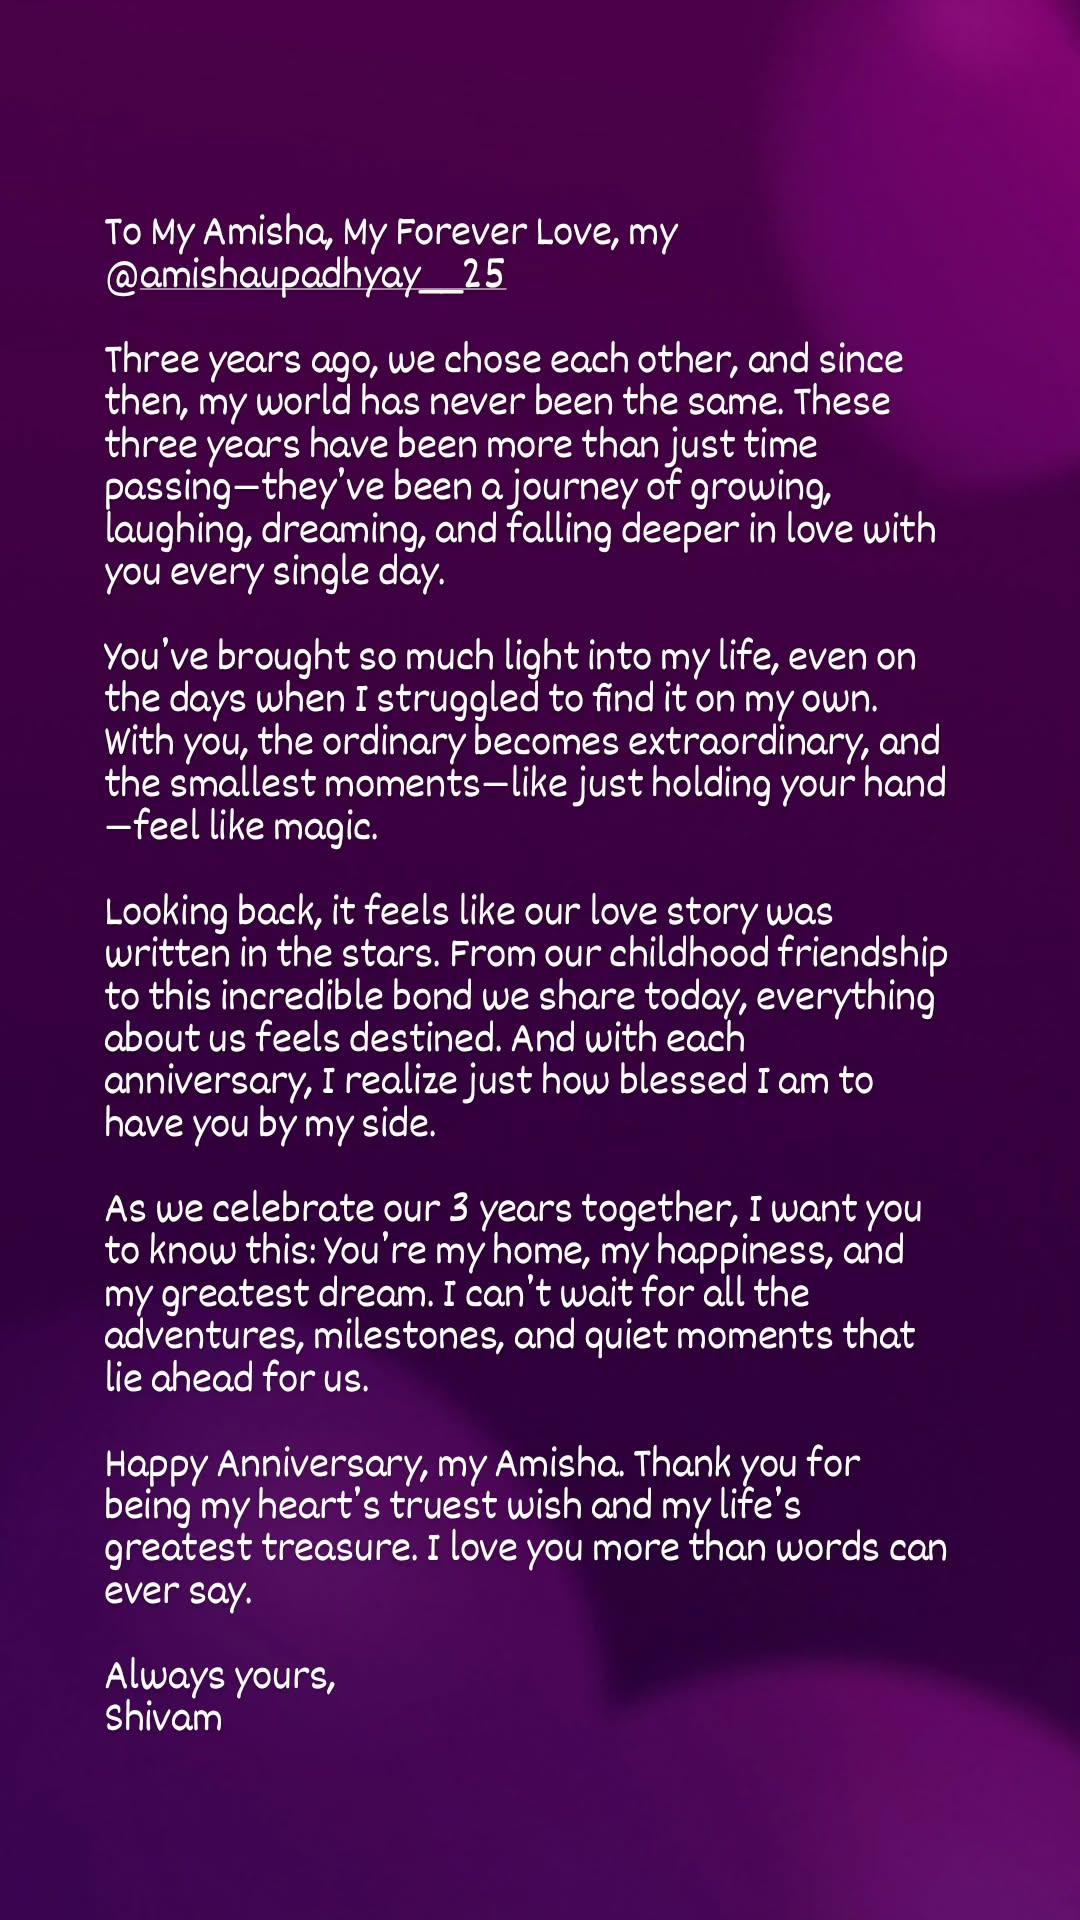 To My Amisha, My Forever Love, my
@amishaupadhyay__25
Three years ago, we chose each other, and since
then, my world has never been the same. These
three years have been more than just time
passing—they've been a journey of growing,
laughing, dreaming, and falling deeper in love with
you every single day.
You've brought so much light into my life, even on
the days when I struggled to find it on my own.
With you, the ordinary becomes extraordinary, and
the smallest moments—like just holding your hand
—feel like magic.
Looking back, it feels like our love story was
written in the stars. From our childhood friendship
to this incredible bond we share today, everything
about us feels destined. And with each
anniversary, I realize just how blessed I am to
have you by my side.
As we celebrate our 3 years together, I want you
to know this: You're my home, my happiness, and
my greatest dream. I can't wait for all the
adventures, milestones, and quiet moments that
lie ahead for us.
Happy Anniversary, my Amisha. Thank you for
being my heart's truest wish and my life's
greatest treasure. I love you more than words can
ever say.
Always yours,
Shivam